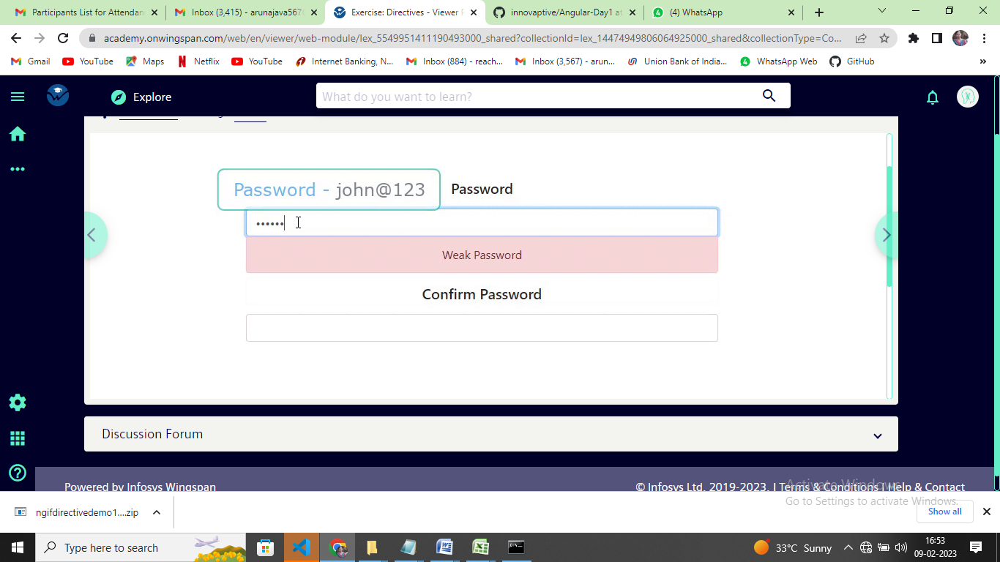 Participants List for Attendan
Inbox (3,415) - arunajava567
Exercise: Directives - Viewer P
innovaptive/Angular-Day1 at
(4) WhatsApp
academy.onwingspan.com/web/en/viewer/web-module/lex_5549951411190493000_shared?collectionId=lex_14474949806064925000_shared&collectionType=Co...
Gmail
YouTube
Maps
Netflix
YouTube
Internet Banking, N...
Inbox (884) - reach...
Inbox (3,567) - arun...
Union Bank of India...
WhatsApp Web
GitHub
»
Explore
What do you want to learn?
Password - john@123
Password
••••••
Weak Password
Confirm Password
Discussion Forum
Powered by Infosys Wingspan
© Infosys Ltd. 2019-2023. | Terms & Conditions | Help & Contact
Activate Windows
Go to Settings to activate Windows.
ngifdirectivedemo1....zip
Show all
Type here to search
33°C Sunny
16:53
09-02-2023